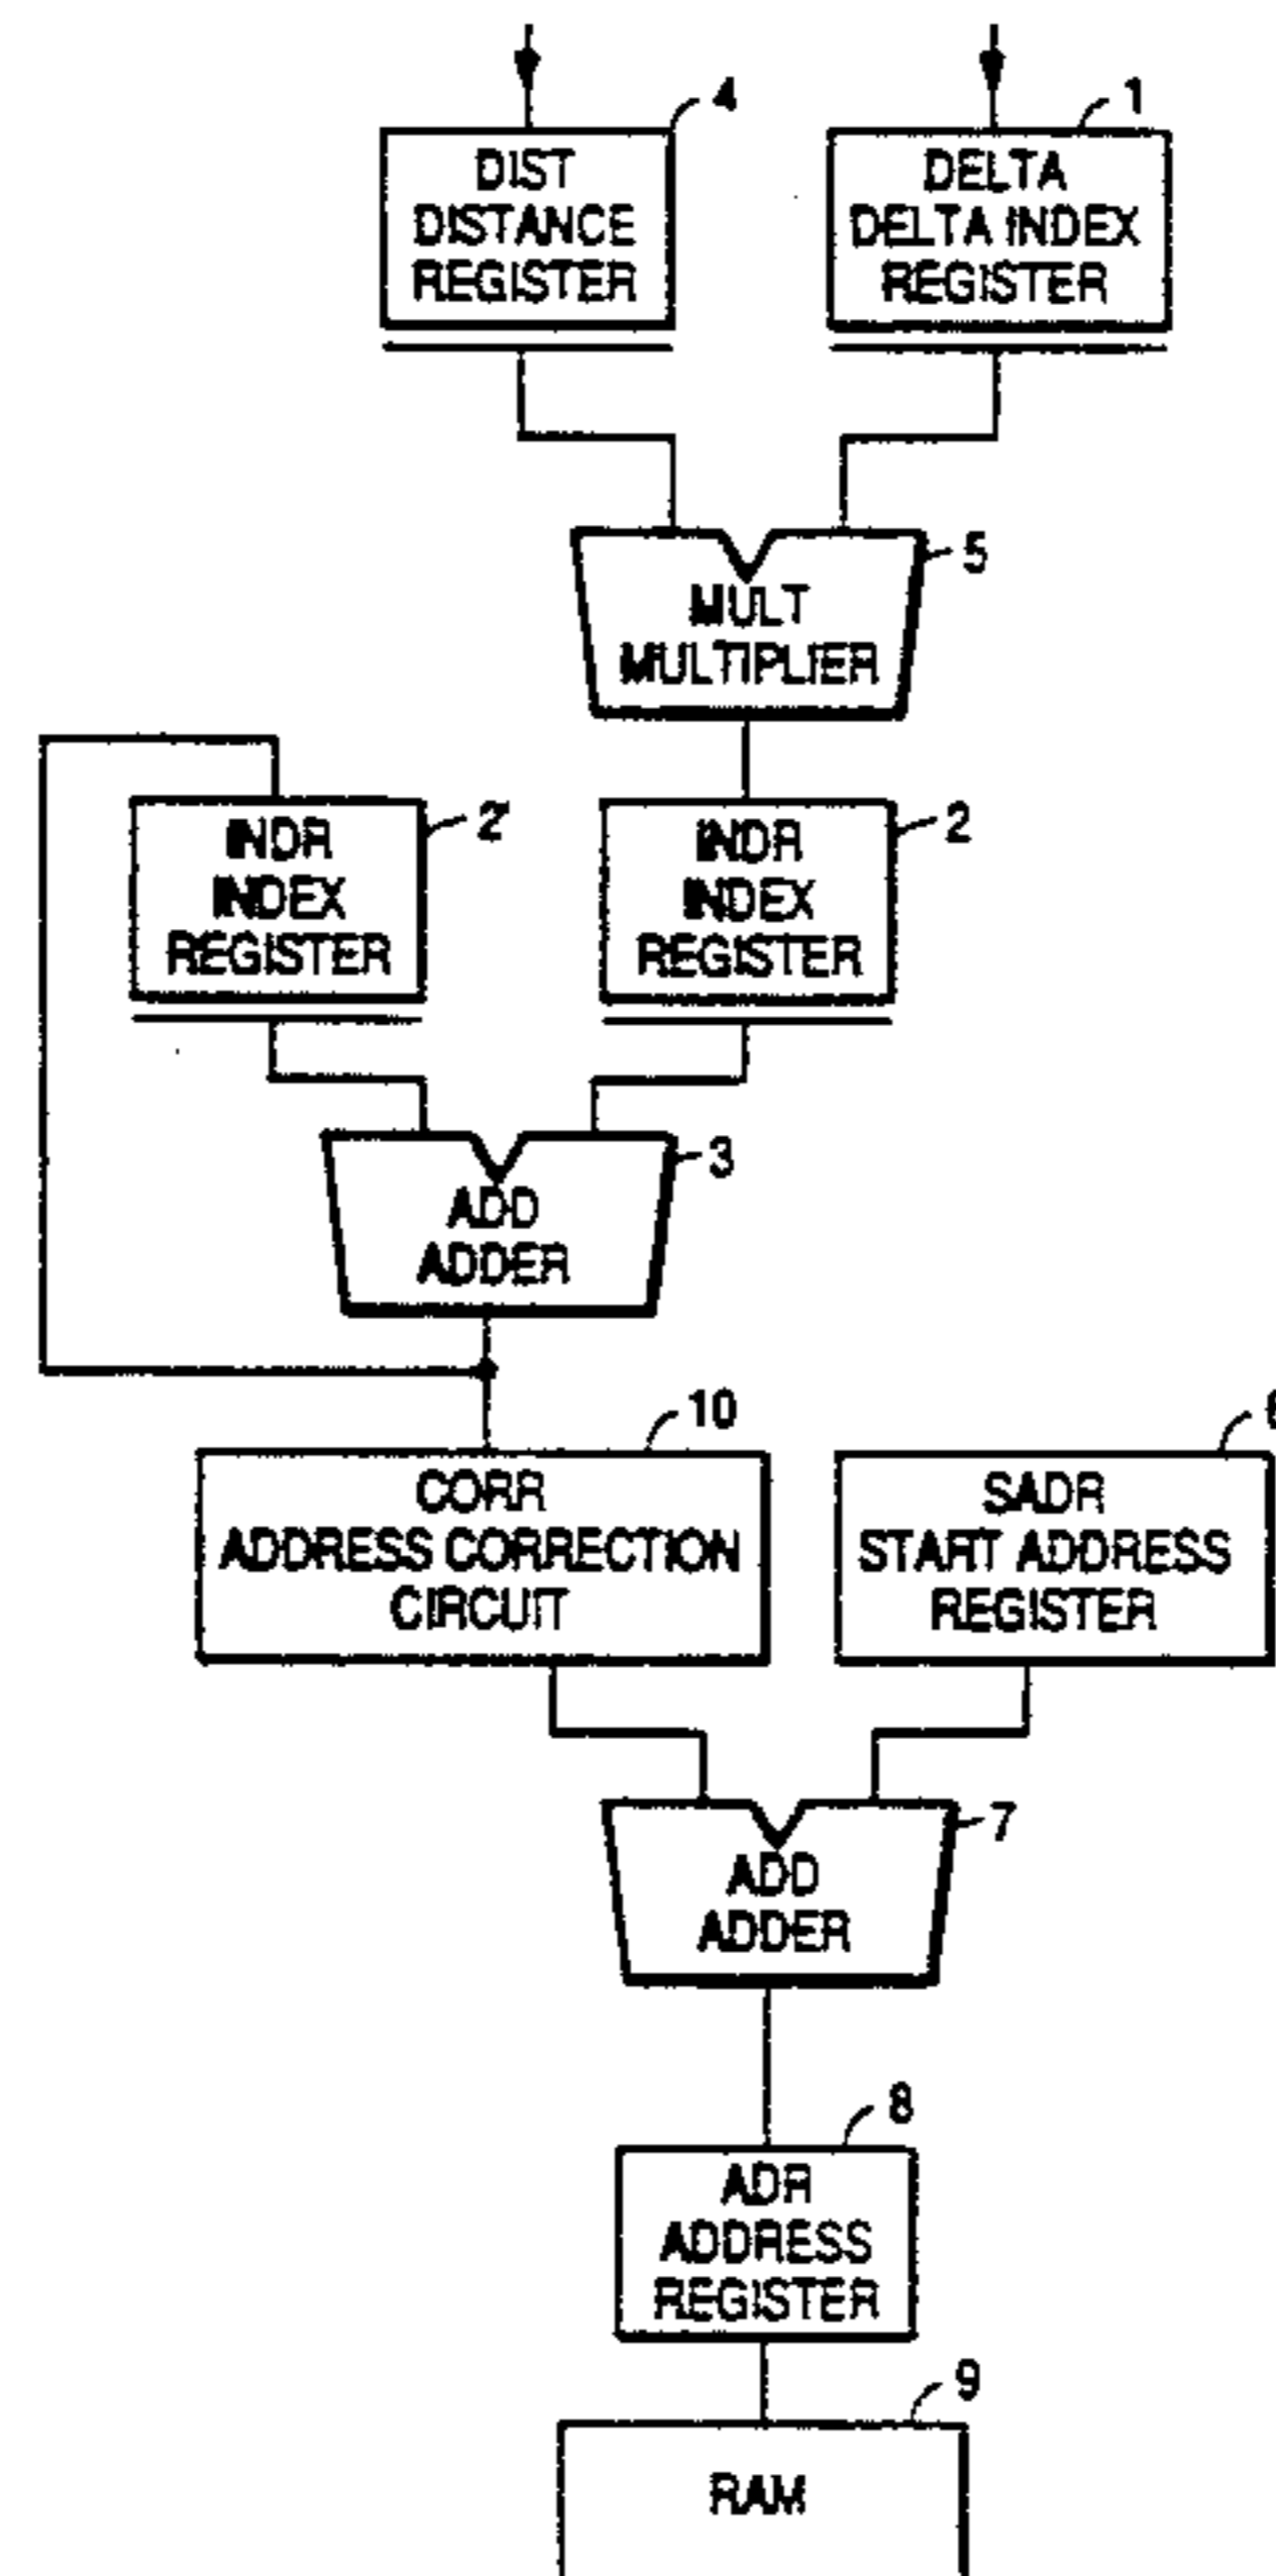 4
1
DIST
DISTANCE
REGISTER
DELTA
DELTA INDEX
REGISTER
5
MULT
MULTIPLIER
2'
2
INDR
INDEX
REGISTER
INDR
INDEX
REGISTER
3
ADD
ADDER
10
CORR
ADDRESS CORRECTION
CIRCUIT
SADR
START ADDRESS
REGISTER
7
ADD
ADDER
8
ADR
ADDRESS
REGISTER
9
RAM